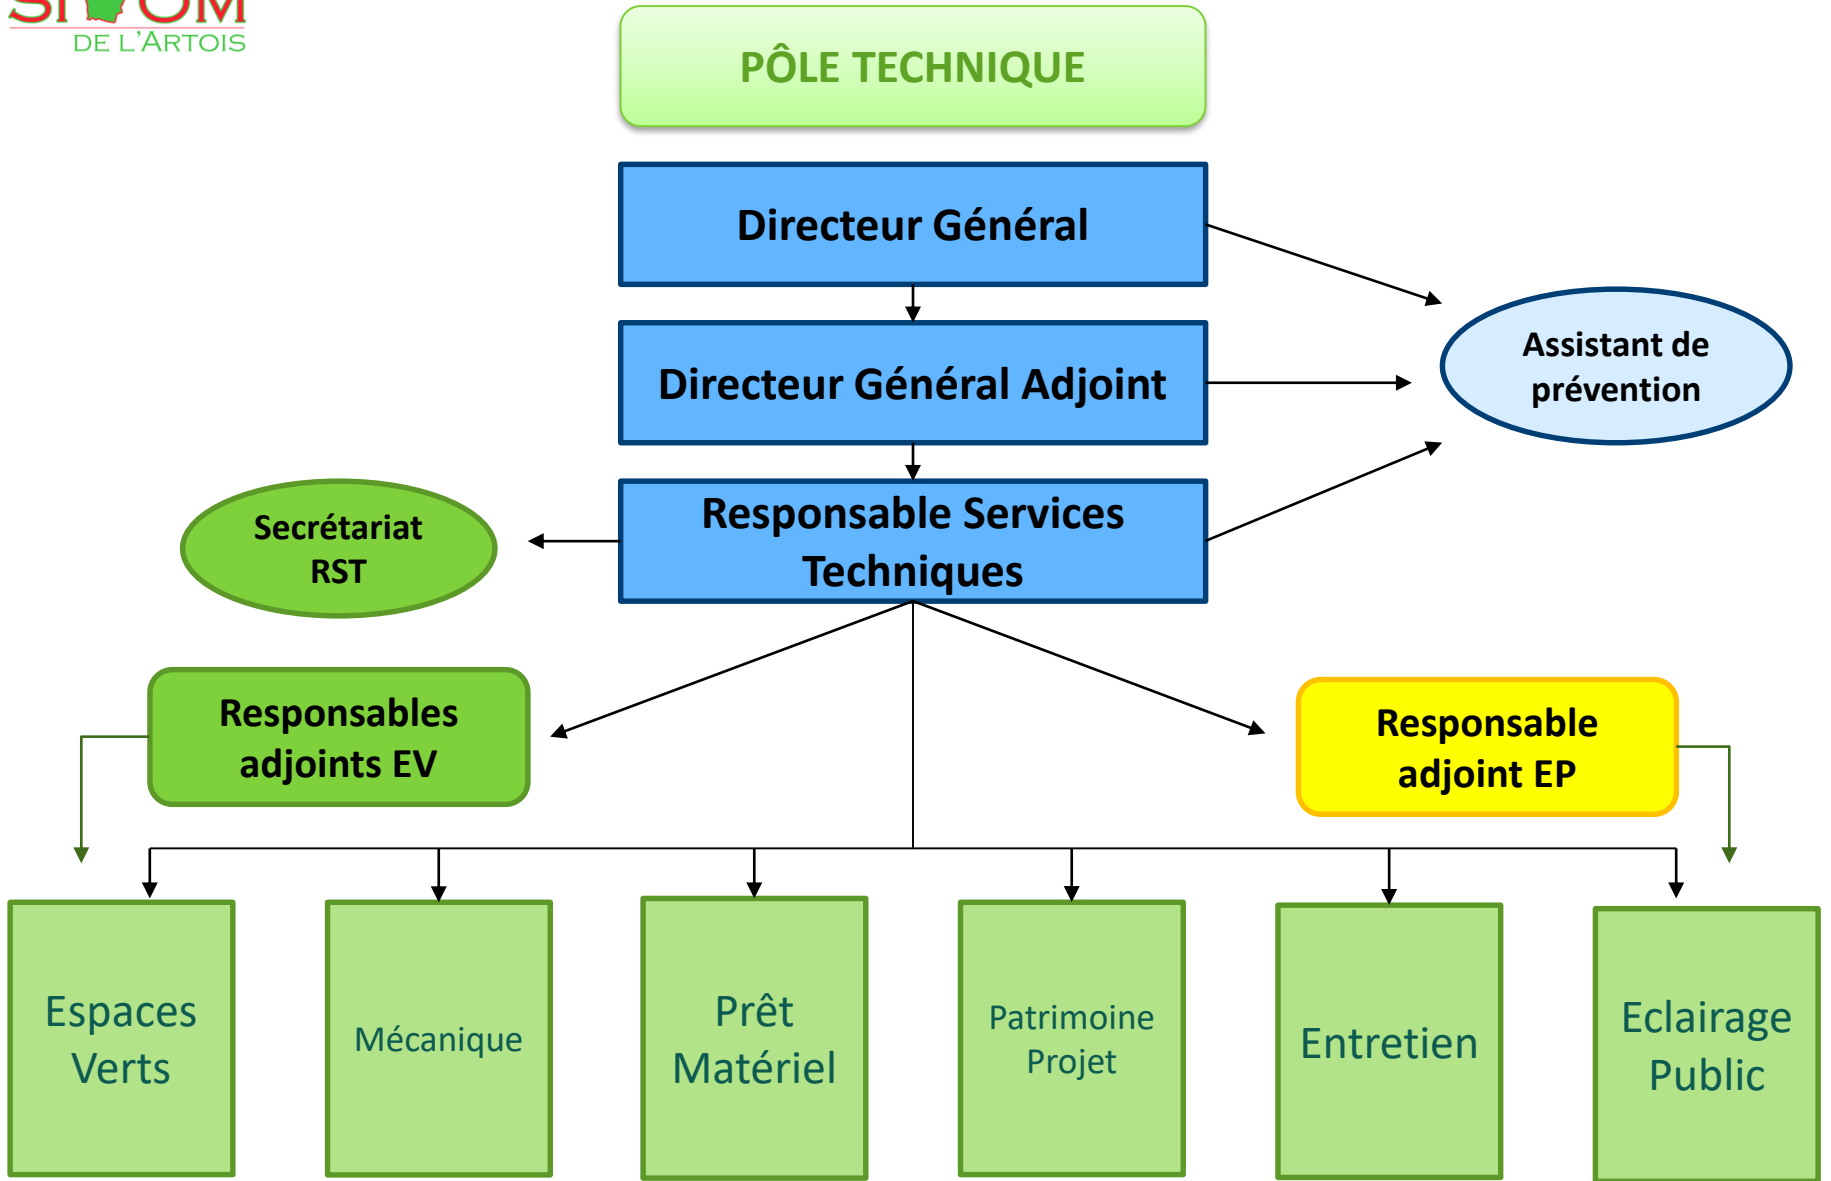 DE L'ARTOIS
PÔLE TECHNIQUE
Directeur Général
Assistant de
prévention
Directeur Général Adjoint
Secrétariat
RST
Responsable Services
Techniques
Responsables
adjoints EV
Responsable
adjoint EP
Espaces
Verts
Mécanique
Prêt
Matériel
Patrimoine
Projet
Entretien
Eclairage
Public